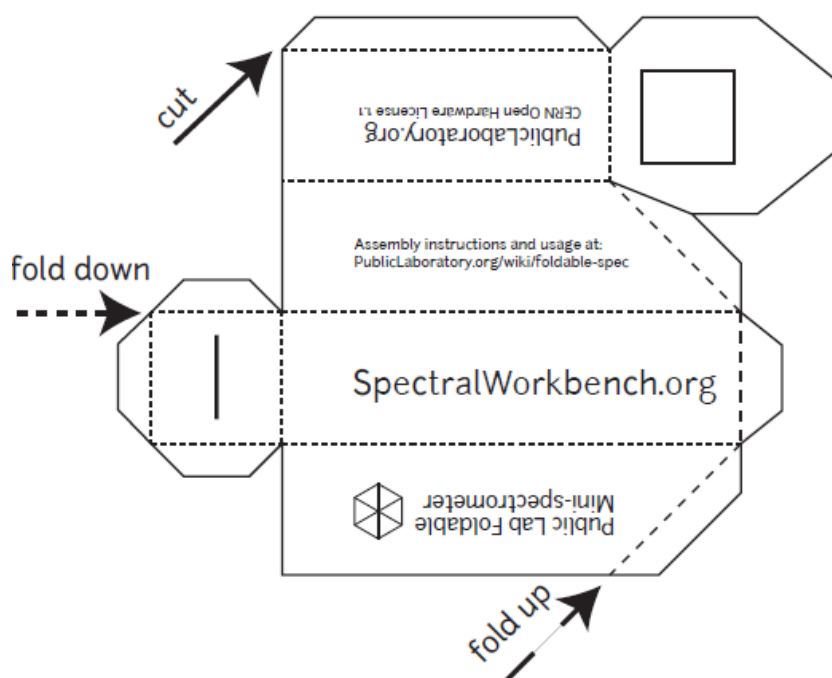 cut
PublicLaboratory.org
CERN Open Hardware License 1.1
Assembly instructions and usage at:
PublicLaboratory.org/wiki/foldable-spec
fold down
SpectralWorkbench.org
Public Lab Foldable
Mini-spectrometer
fold up